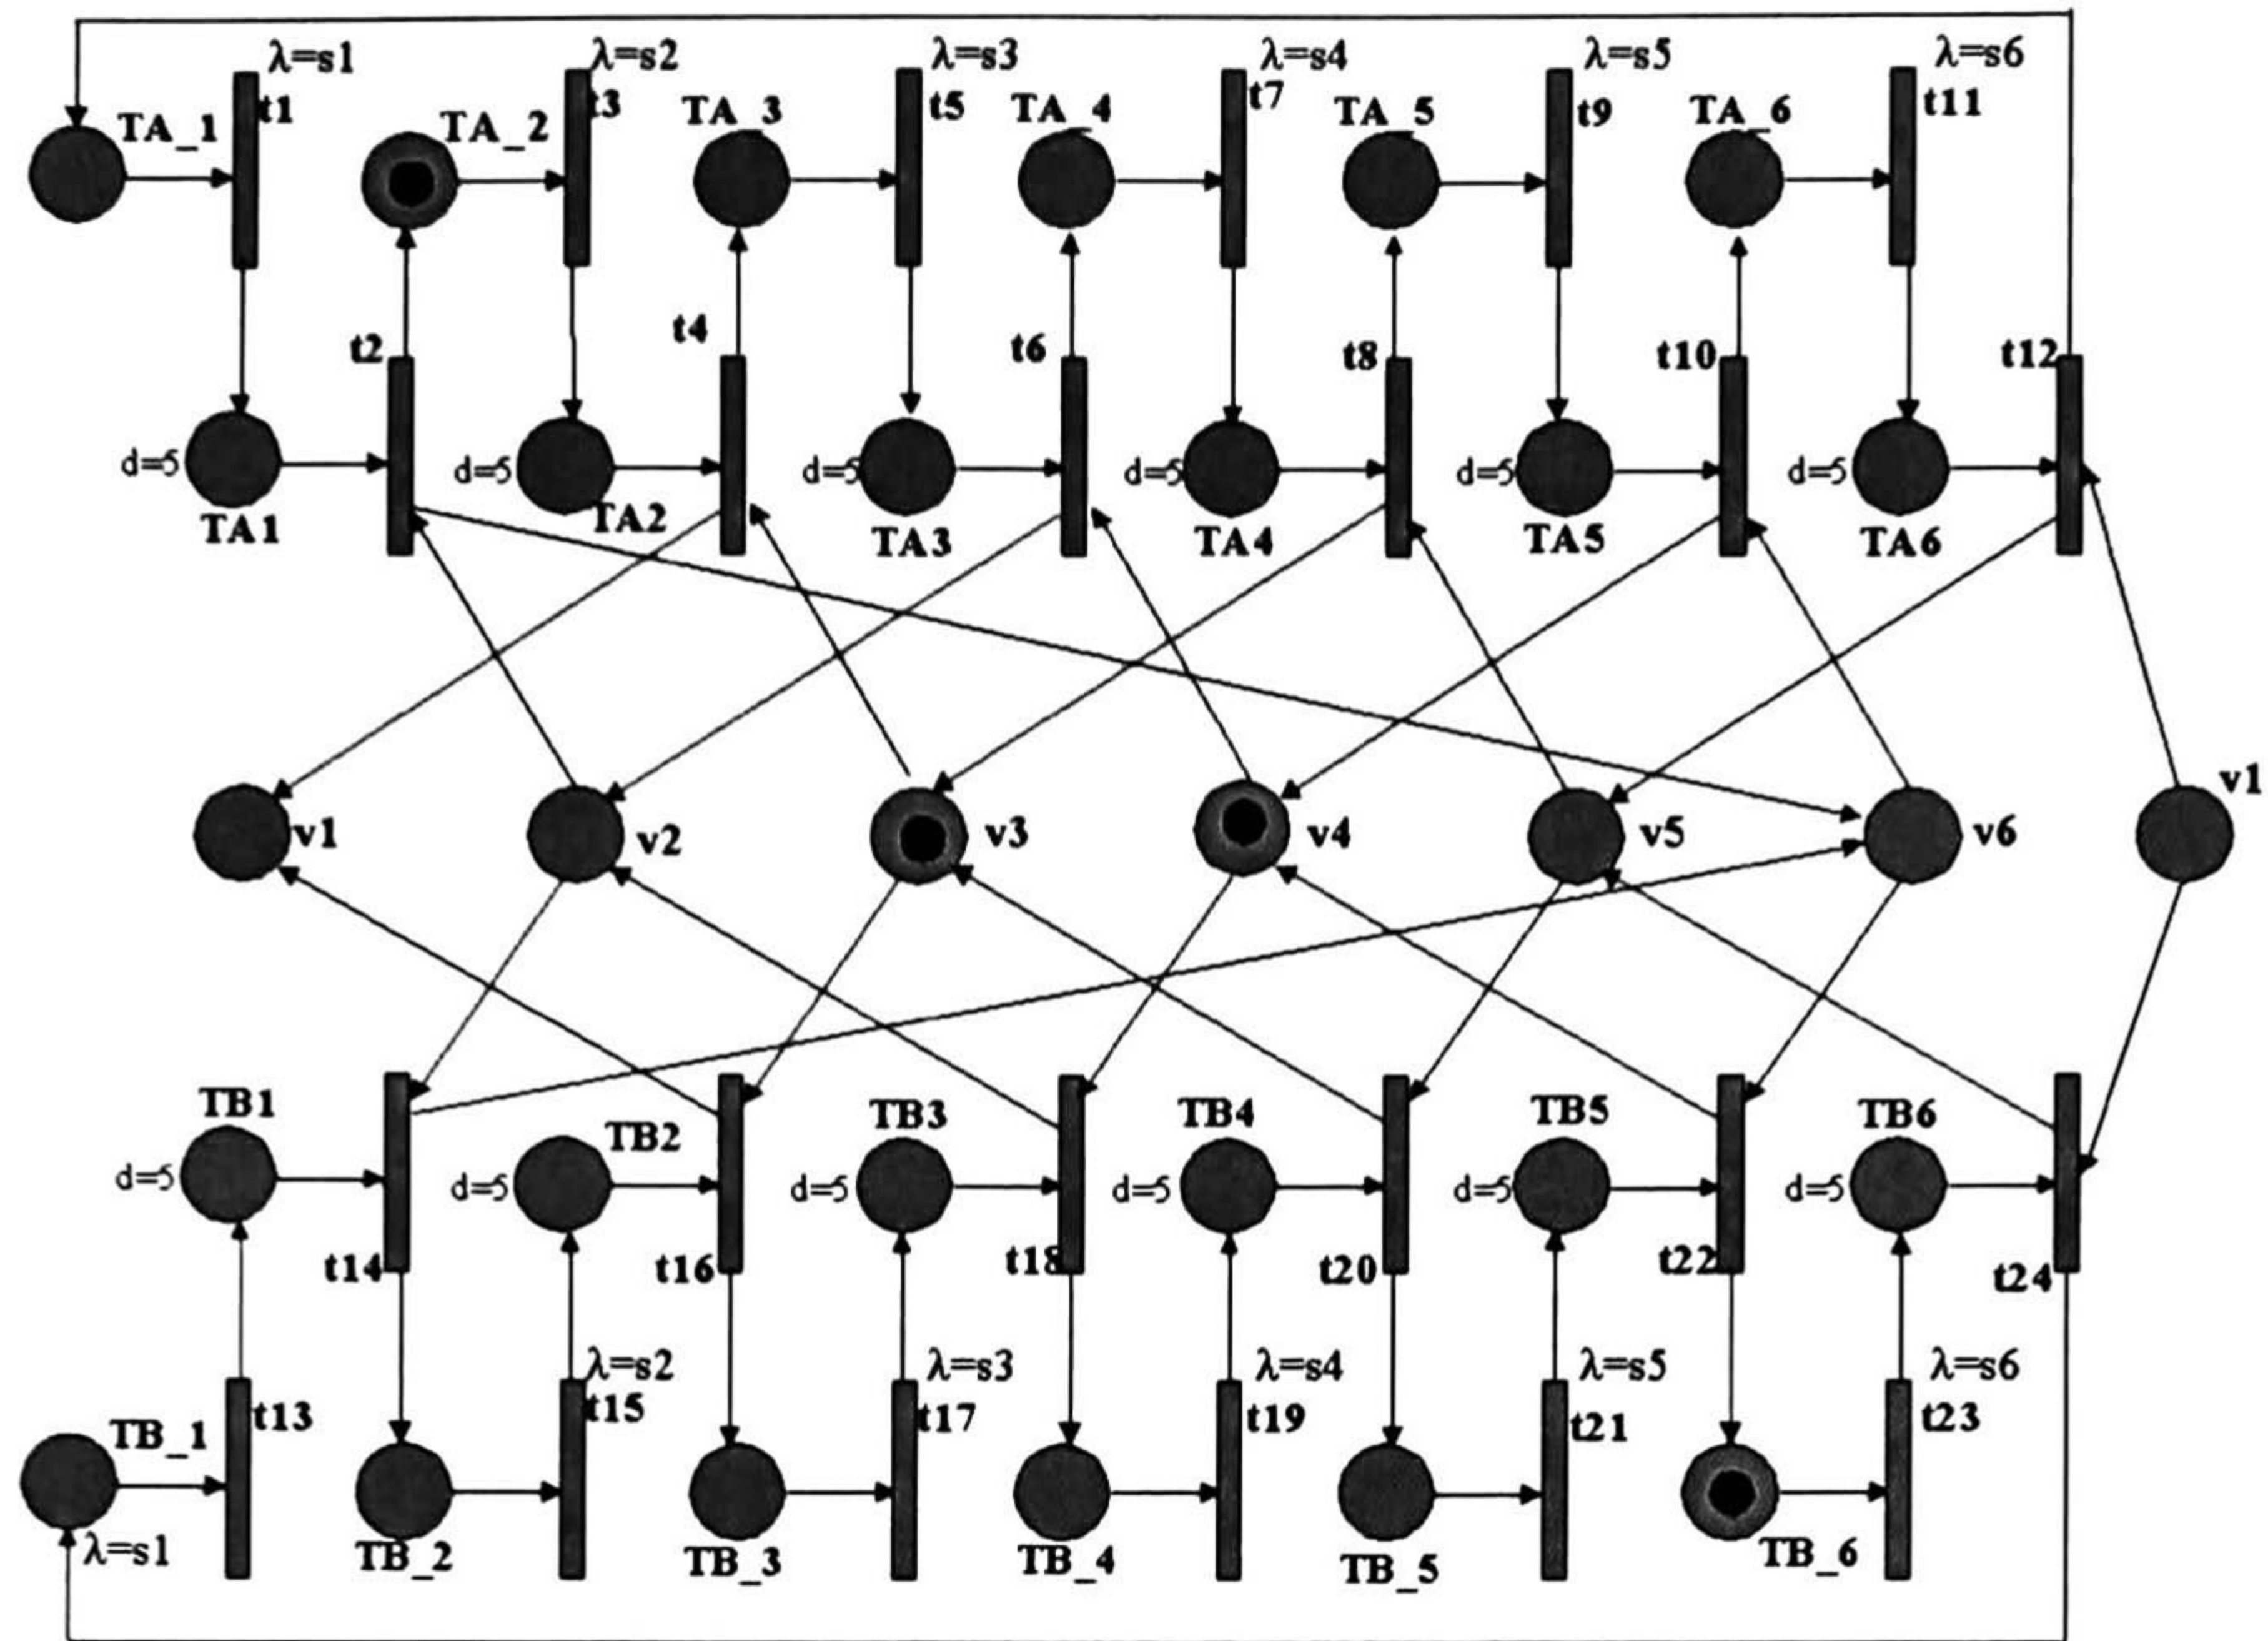 λ=s1 λ=s2 λ=s3 λ=s4 λ=s5 λ=s6
TA_1 t1 TA_2 t3 TA_3 t5 TA_4 t7 TA_5 t9 TA_6 t11
t2 t4 t6 t8 t10 t12
d=5 d=5 d=5 d=5 d=5 d=5
TA1 TA2 TA3 TA4 TA5 TA6
v1 v2 v3 v4 v5 v6 v1
TB1 TB2 TB3 TB4 TB5 TB6
d=5 d=5 d=5 d=5 d=5 d=5
t14 t16 t18 t20 t22 t24
λ=s2 λ=s3 λ=s4 λ=s5 λ=s6
TB_1 t13 t15 t17 t19 t21 t23
λ=s1 TB_2 TB_3 TB_4 TB_5 TB_6